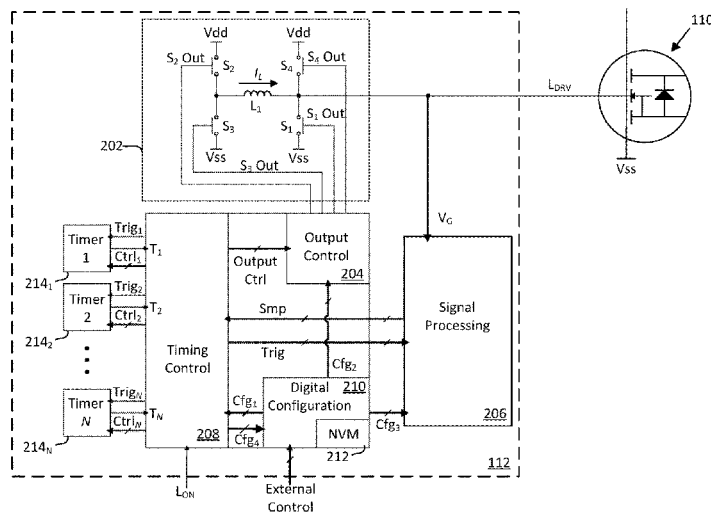 110
Vdd
Vdd
S2 Out
S2
IL
S4
S4 Out
L1
S1 Out
LDRV
S3
S1
202
Vss
Vss
S3 Out
Vss
VG
Timer
1
Trig1
T1
Ctrl1
2141
Output
Ctrl
Output
Control
204
Timer
2
Trig2
T2
Ctrl2
2142
Smp
Signal
Processing
Timing
Control
Trig
Cfg2
Timer
N
TrigN
TN
CtrlN
214N
Cfg1
210
Digital
Configuration
Cfg4
Cfg3
208
NVM
206
212
112
LON
External
Control